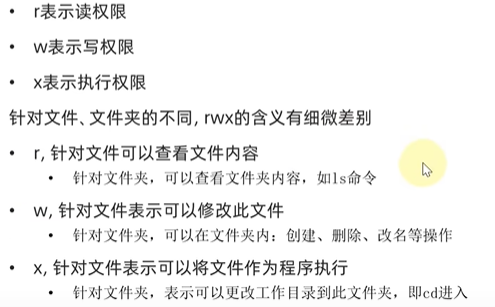 • r表示读权限
• w表示写权限
• x表示执行权限
针对文件、文件夹的不同, rwx的含义有细微差别
• r, 针对文件可以查看文件内容
• 针对文件夹，可以查看文件夹内容，如ls命令
• w, 针对文件表示可以修改此文件
• 针对文件夹，可以在文件夹内：创建、删除、改名等操作
• x, 针对文件表示可以将文件作为程序执行
• 针对文件夹，表示可以更改工作目录到此文件夹，即cd进入